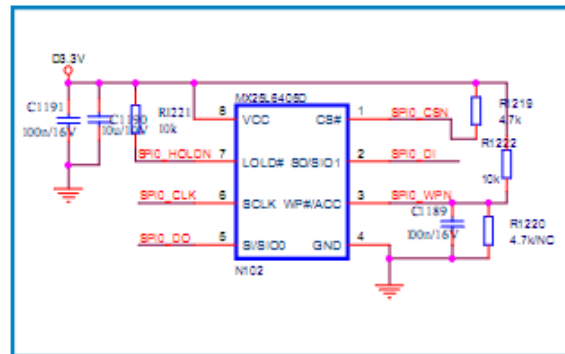 D3.3V
C1191
100n/16V
C1190
10u/10V
R1221
10k
MX25L6405D
8
VCC
CS#
1
SPI0_CSN
R1219
4.7k
SPI0_HOLDN
7
LOLD#
SO/SIO1
2
SPI0_DI
R1222
10k
SPI0_CLK
6
SCLK
WP#/ACC
3
SPI0_WPN
C1189
100n/16V
R1220
4.7k/NC
SPI0_DO
5
SI/SIO0
GND
4
N102